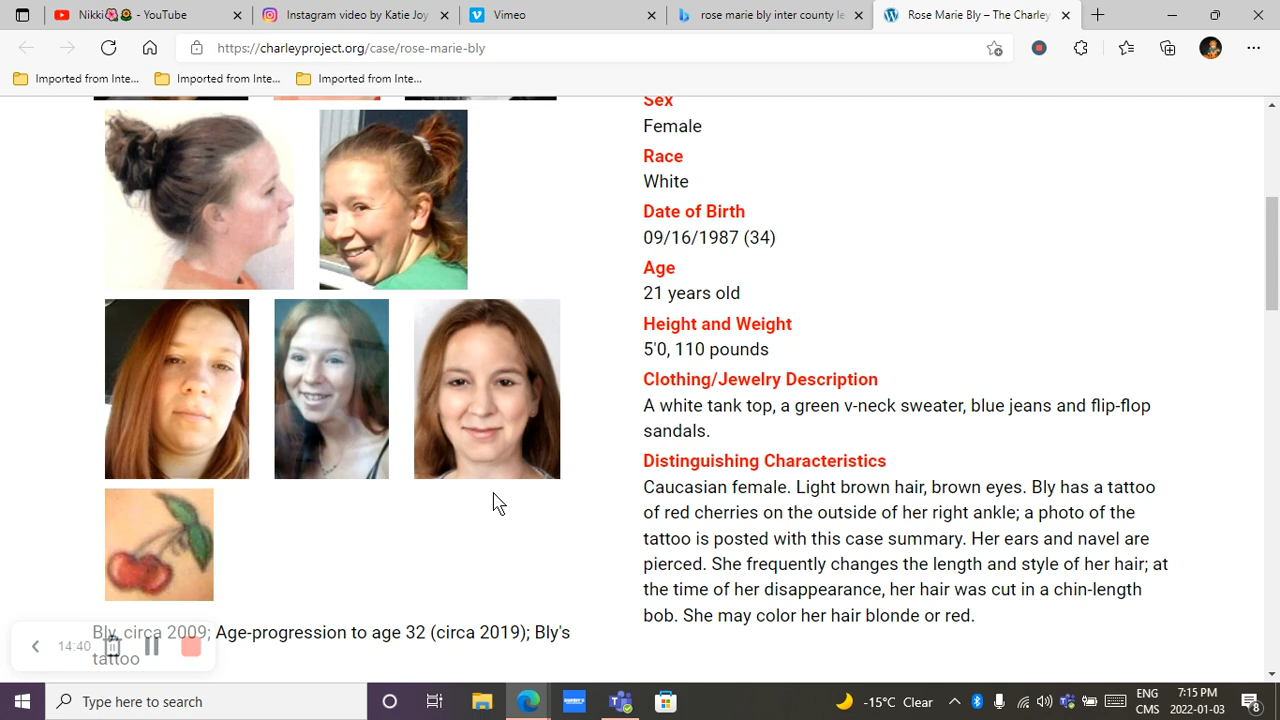 Nikki🌺🌻 - YouTube
Instagram video by Katie Joy
Vimeo
rose marie bly inter county le
Rose Marie Bly – The Charley
https://charleyproject.org/case/rose-marie-bly
Imported from Inte... Imported from Inte... Imported from Inte...
Sex
Female
Race
White
Date of Birth
09/16/1987 (34)
Age
21 years old
Height and Weight
5'0, 110 pounds
Clothing/Jewelry Description
A white tank top, a green v-neck sweater, blue jeans and flip-flop
sandals.
Distinguishing Characteristics
Caucasian female. Light brown hair, brown eyes. Bly has a tattoo
of red cherries on the outside of her right ankle; a photo of the
tattoo is posted with this case summary. Her ears and navel are
pierced. She frequently changes the length and style of her hair; at
the time of her disappearance, her hair was cut in a chin-length
bob. She may color her hair blonde or red.
Bly, circa 2009; Age-progression to age 32 (circa 2019); Bly's
tattoo
14:40
Type here to search
-15°C Clear
ENG
CMS
7:15 PM
2022-01-03
8